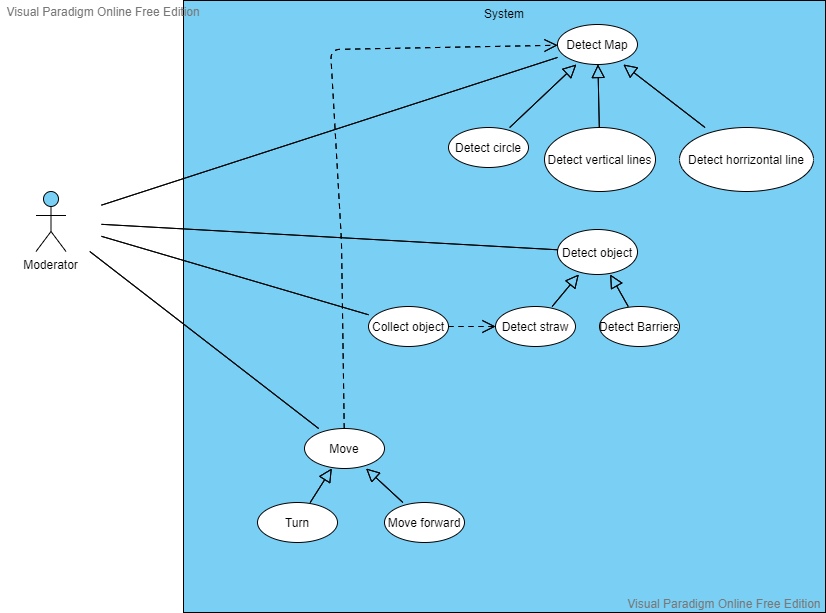 Visual Paradigm Online Free Edition
System
Detect Map
Detect circle
Detect vertical lines
Detect horrizontal line
Moderator
Detect object
Collect object
Detect straw
Detect Barriers
Move
Turn
Move forward
Visual Paradigm Online Free Edition